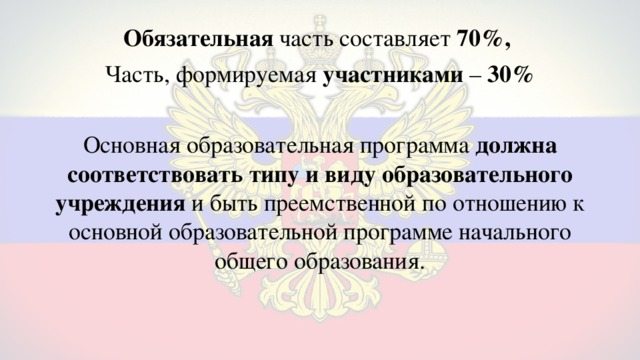 Обязательная часть составляет 70%,
Часть, формируемая участниками – 30%
Основная образовательная программа должна
соответствовать типу и виду образовательного
учреждения и быть преемственной по отношению к
основной образовательной программе начального
общего образования.